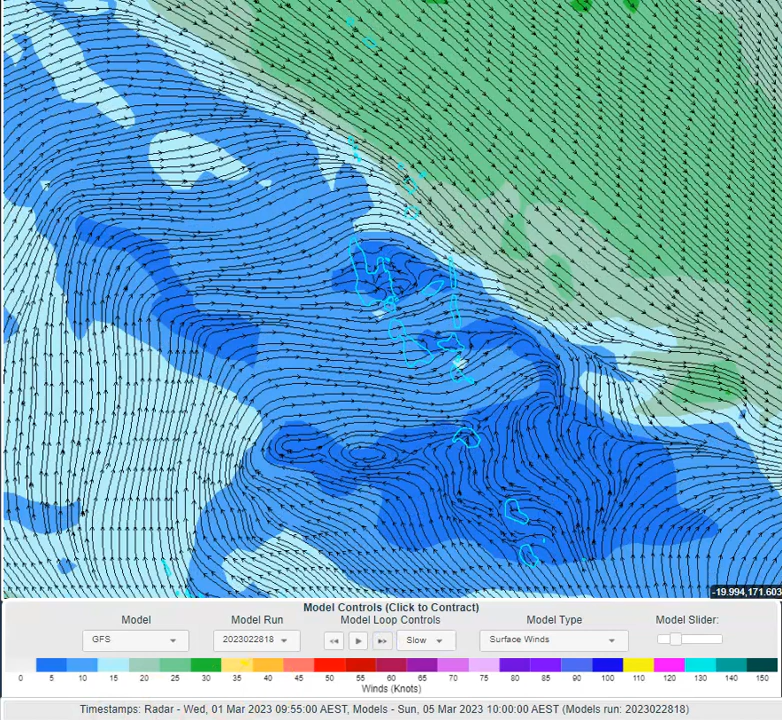 -19.994,171.603
Model Controls (Click to Contract)
Model Model Run Model Loop Controls Model Type Model Slider:
GFS 2023022818 Slow Surface Winds
0 5 10 15 20 25 30 35 40 45 50 55 60 65 70 75 80 85 90 100 110 120 130 140 150
Winds (Knots)
Timestamps: Radar - Wed, 01 Mar 2023 09:55:00 AEST, Models - Sun, 05 Mar 2023 10:00:00 AEST (Models run: 2023022818)